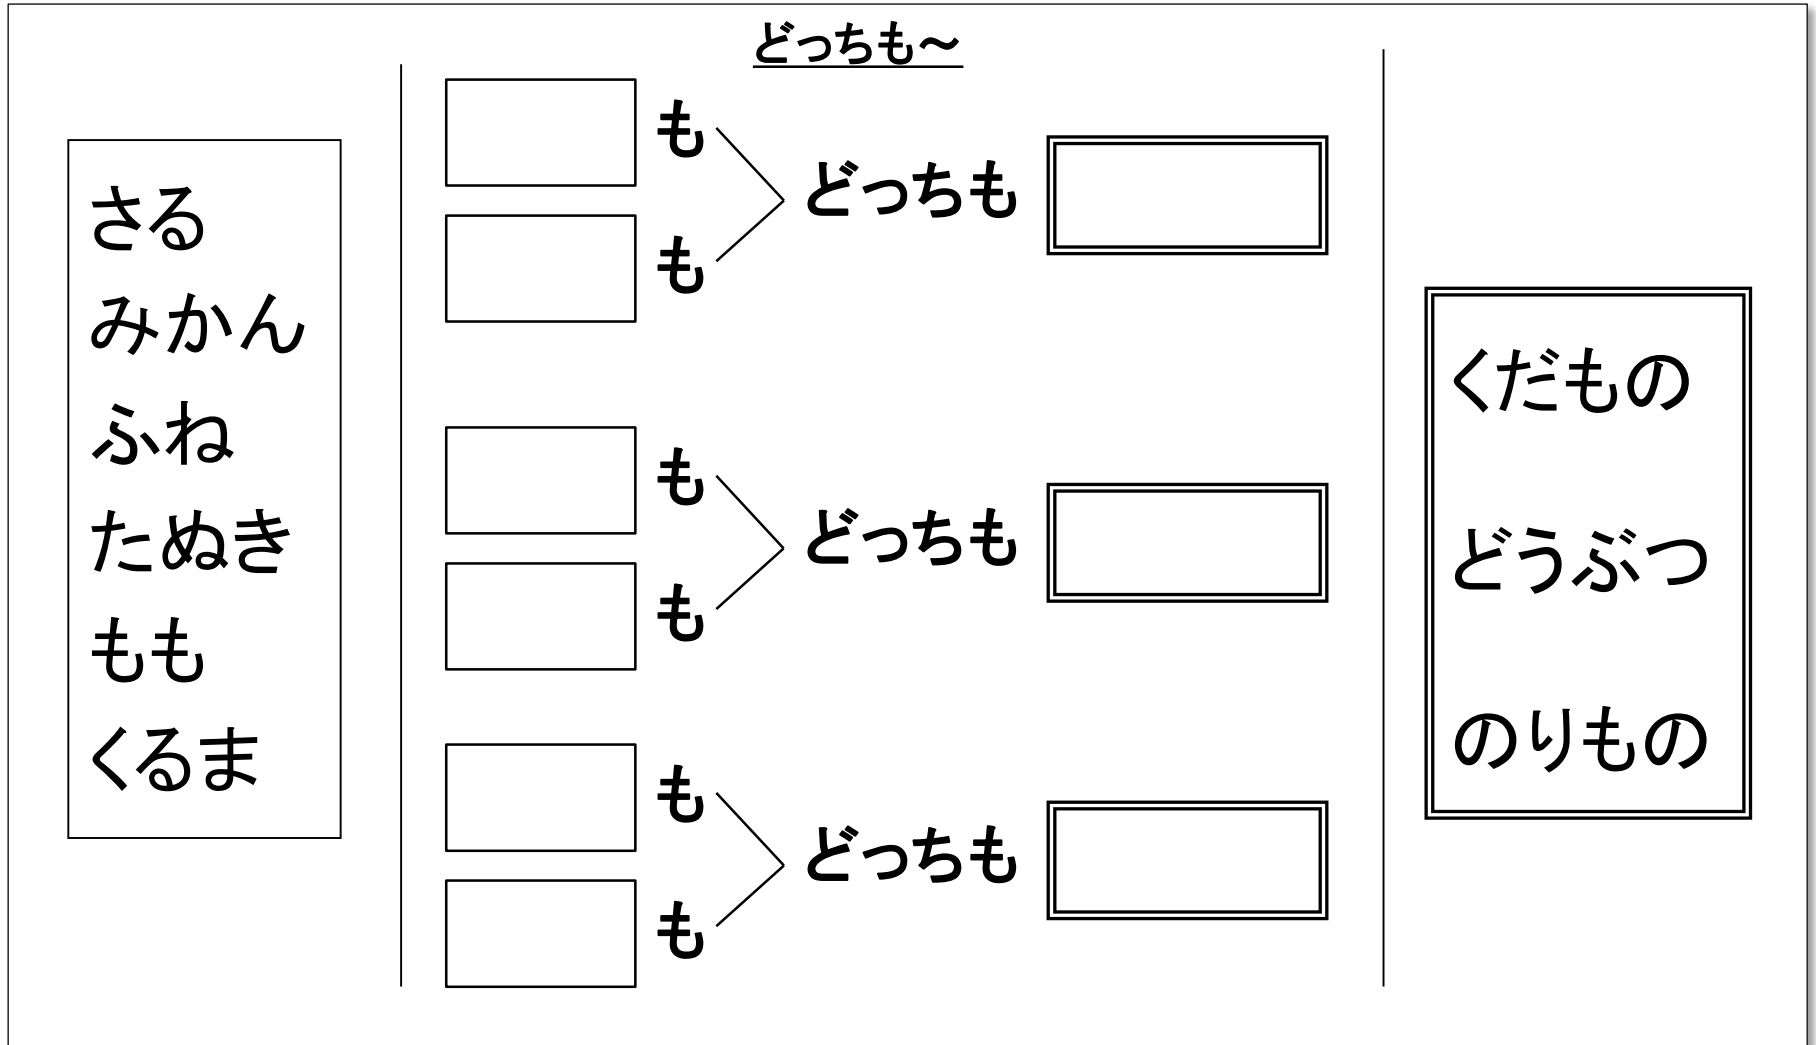 どっちも～
さる
みかん
ふね
たぬき
もも
くるま
も
も
どっちも
も
も
どっちも
も
も
どっちも
くだもの
どうぶつ
のりもの